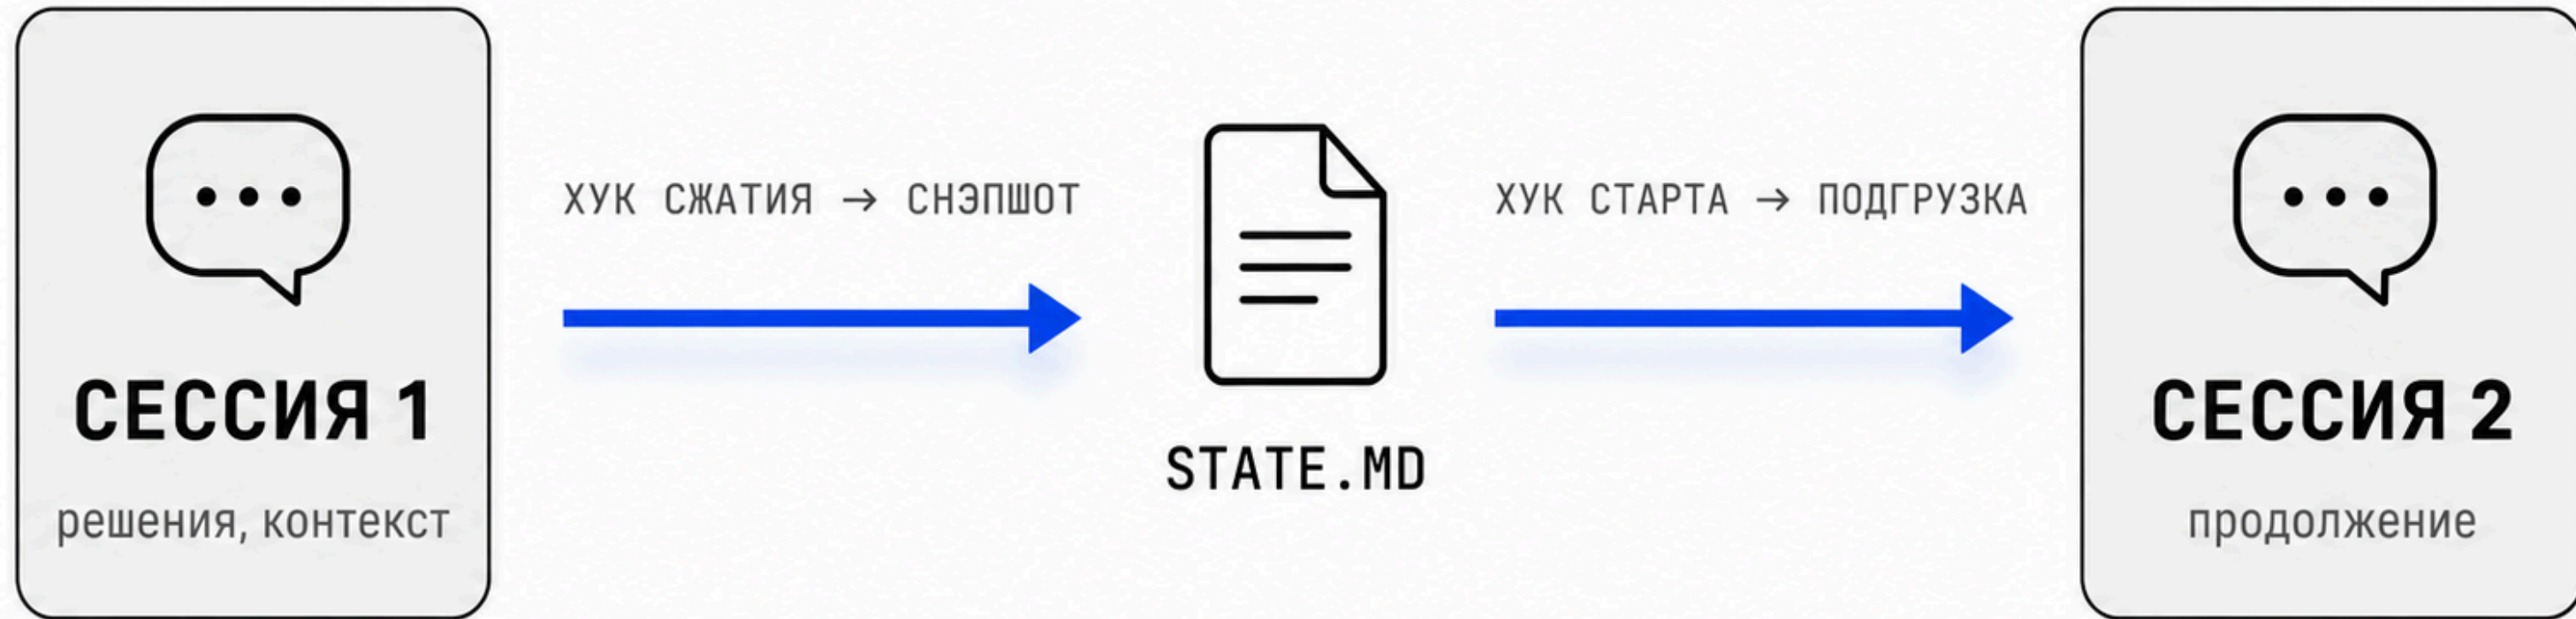 СЕССИЯ 1
решения, контекст
ХУК СЖАТИЯ → СНЭПШОТ
STATE.MD
ХУК СТАРТА → ПОДГРУЗКА
СЕССИЯ 2
продолжение